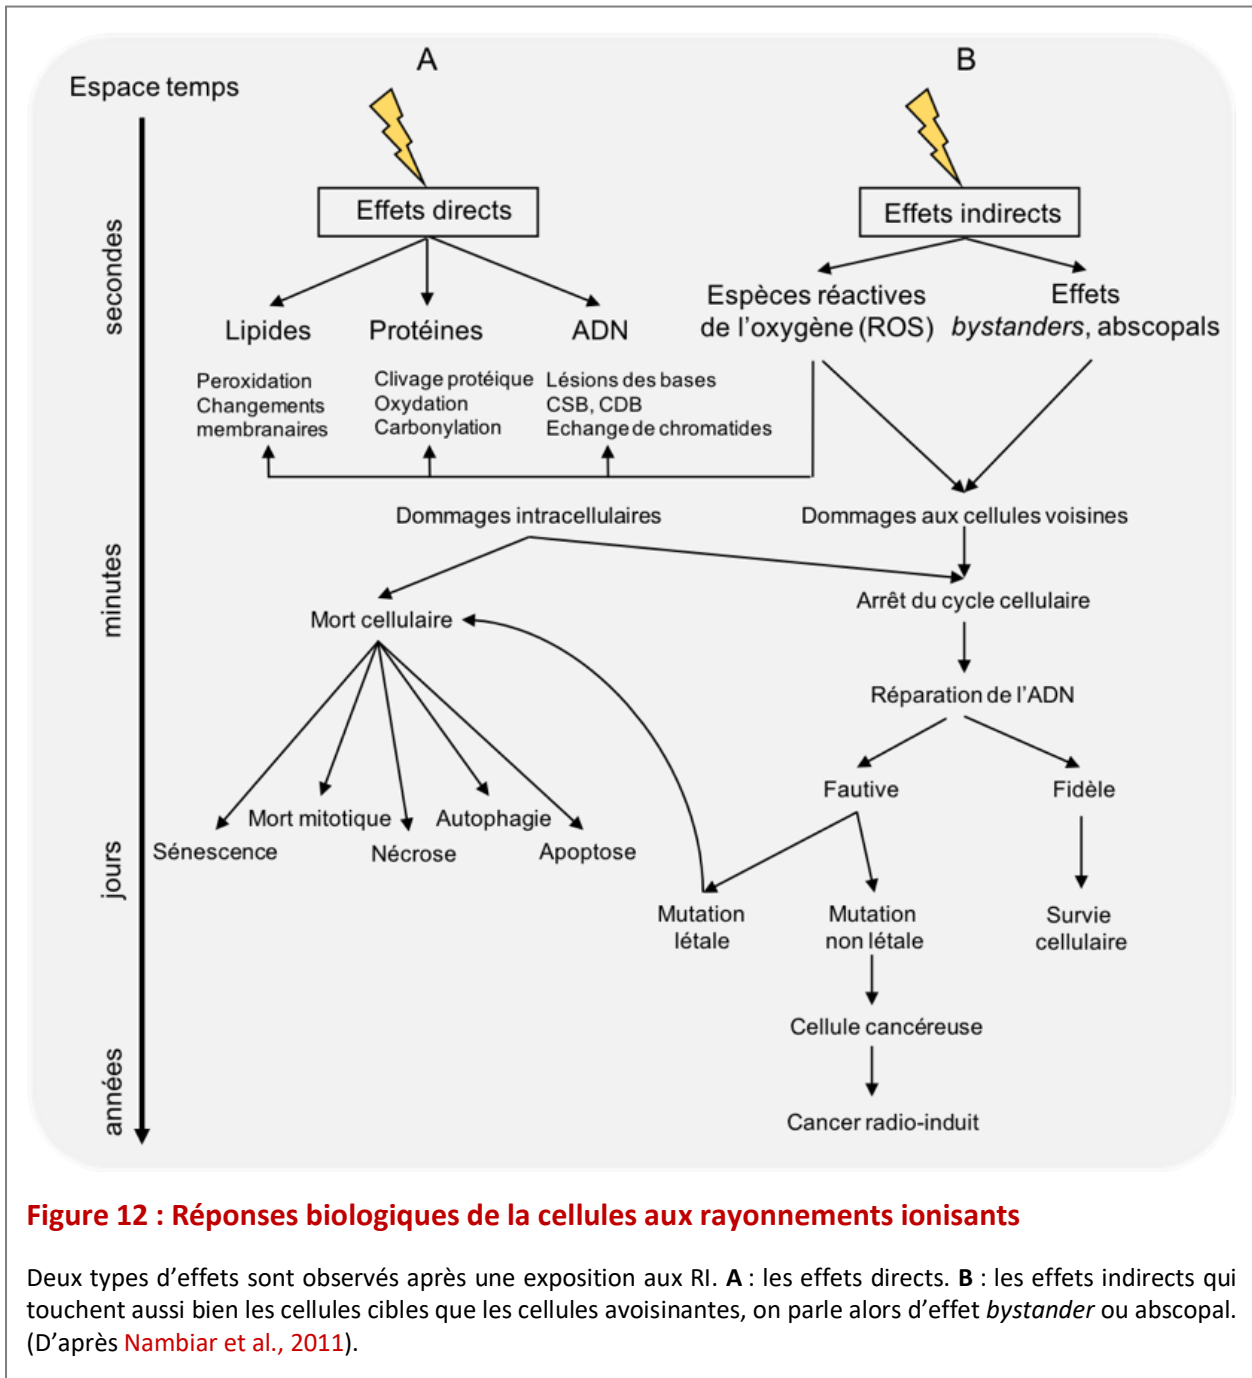 A
B
Espace temps
secondes
minutes
jours
années
Effets directs
Effets indirects
Lipides
Protéines
ADN
Espèces réactives
de l'oxygène (ROS)
Effets
bystanders, abscopals
Peroxidation
Changements
membranaires
Clivage protéique
Oxydation
Carbonylation
Lésions des bases
CSB, CDB
Echange de chromatides
Dommages intracellulaires
Dommages aux cellules voisines
Mort cellulaire
Arrêt du cycle cellulaire
Réparation de l'ADN
Fautive
Fidèle
Mort mitotique
Autophagie
Sénescence
Nécrose
Apoptose
Mutation
létale
Mutation
non létale
Survie
cellulaire
Cellule cancéreuse
Cancer radio-induit
Figure 12 : Réponses biologiques de la cellules aux rayonnements ionisants
Deux types d'effets sont observés après une exposition aux RI. A : les effets directs. B : les effets indirects qui
touchent aussi bien les cellules cibles que les cellules avoisinantes, on parle alors d'effet bystander ou abscopal.
(D'après Nambiar et al., 2011).